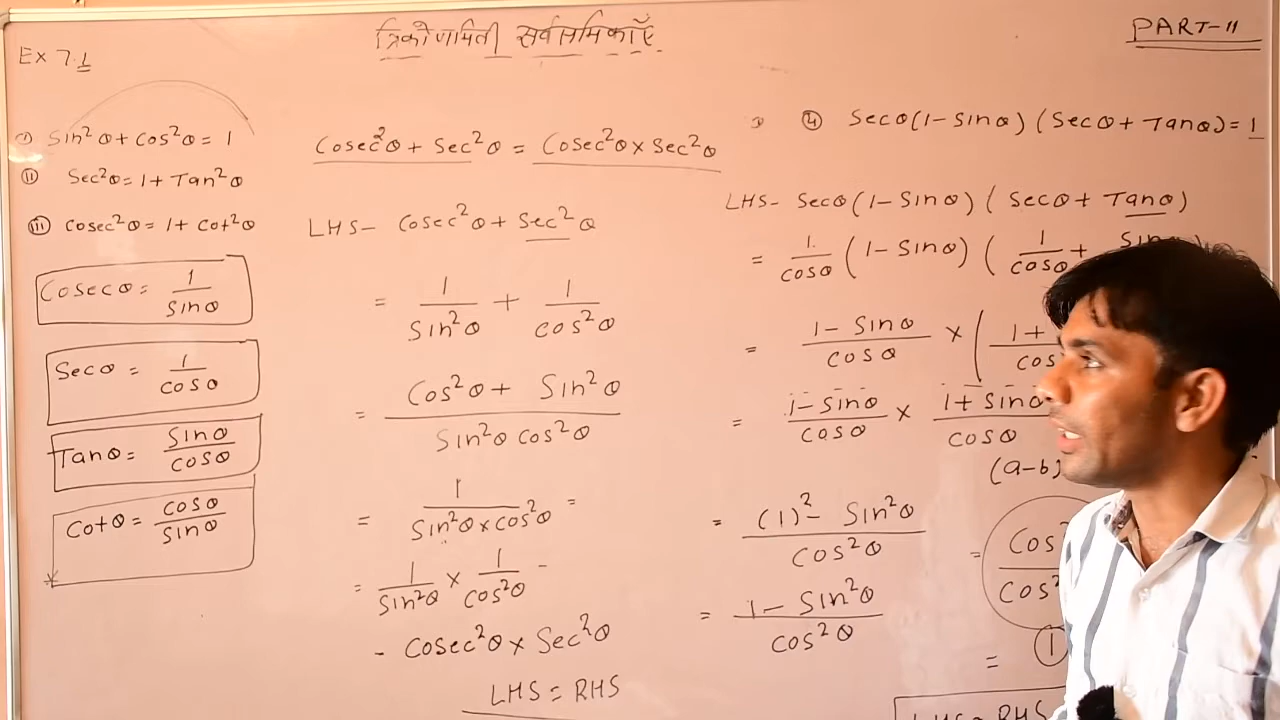 त्रिकोणमिती सर्वसमिकाएँ
PART-11
Ex 7.1
(i) Sin²θ + Cos²θ = 1
(ii) Sec²θ = 1 + Tan²θ
(iii) Cosec²θ = 1 + Cot²θ
Cosecθ = 1/Sinθ
Secθ = 1/Cosθ
Tanθ = Sinθ/Cosθ
Cotθ = Cosθ/Sinθ
Cosec²θ + Sec²θ = Cosec²θ × Sec²θ
LHS – Cosec²θ + Sec²θ
= 1/Sin²θ + 1/Cos²θ
= Cos²θ + Sin²θ / Sin²θ Cos²θ
= 1/Sin²θ × Cos²θ =
= 1/Sin²θ × 1/Cos²θ –
- Cosec²θ × Sec²θ
LHS = RHS
(4) Secθ(1 – Sinθ) (Secθ + Tanθ) = 1
LHS – Secθ(1 – Sinθ) (Secθ + Tanθ)
= 1/Cosθ (1 – Sinθ) (1/Cosθ + Sin
= 1 – Sinθ/Cosθ × (1 + / Cos
= 1 – Sinθ/Cosθ × 1 + Sinθ/Cosθ
(a–b)
= (1)² – Sin²θ/Cos²θ = Cos²/Cos²
= 1 – Sin²θ/Cos²θ
= 1
LHS = RHS